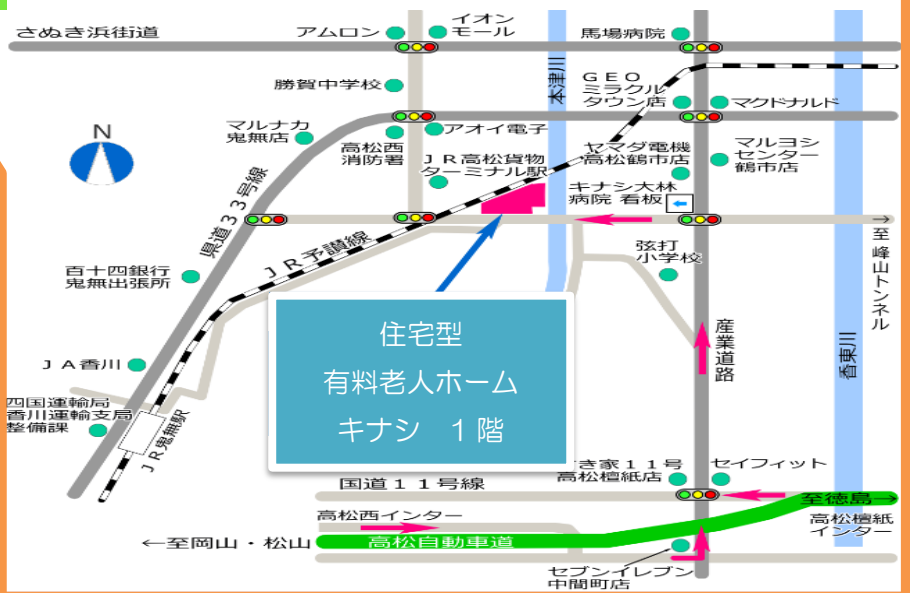 さぬき浜街道
アムロン
イオン
モール
馬場病院
本津川
勝賀中学校
GEO
ミラクル
タウン店
マクドナルド
N
マルナカ
鬼無店
高松西
消防署
アオイ電子
JR高松貨物
ターミナル駅
ヤマダ電機
高松鶴市店
マルヨシ
センター
鶴市店
キナシ大林
病院 看板
県道33号線
JR予讃線
弦打
小学校
→至 峰山トンネル
百十四銀行
鬼無出張所
住宅型
有料老人ホーム
キナシ 1階
産業道路
香東川
JA香川
四国運輸局
香川運輸支局
整備課
JR鬼無駅
き家11号
高松檀紙店
セイフィット
国道11号線
至徳島→
高松西インター
高松檀紙
インター
←至岡山・松山
高松自動車道
セブンイレブン
中間町店